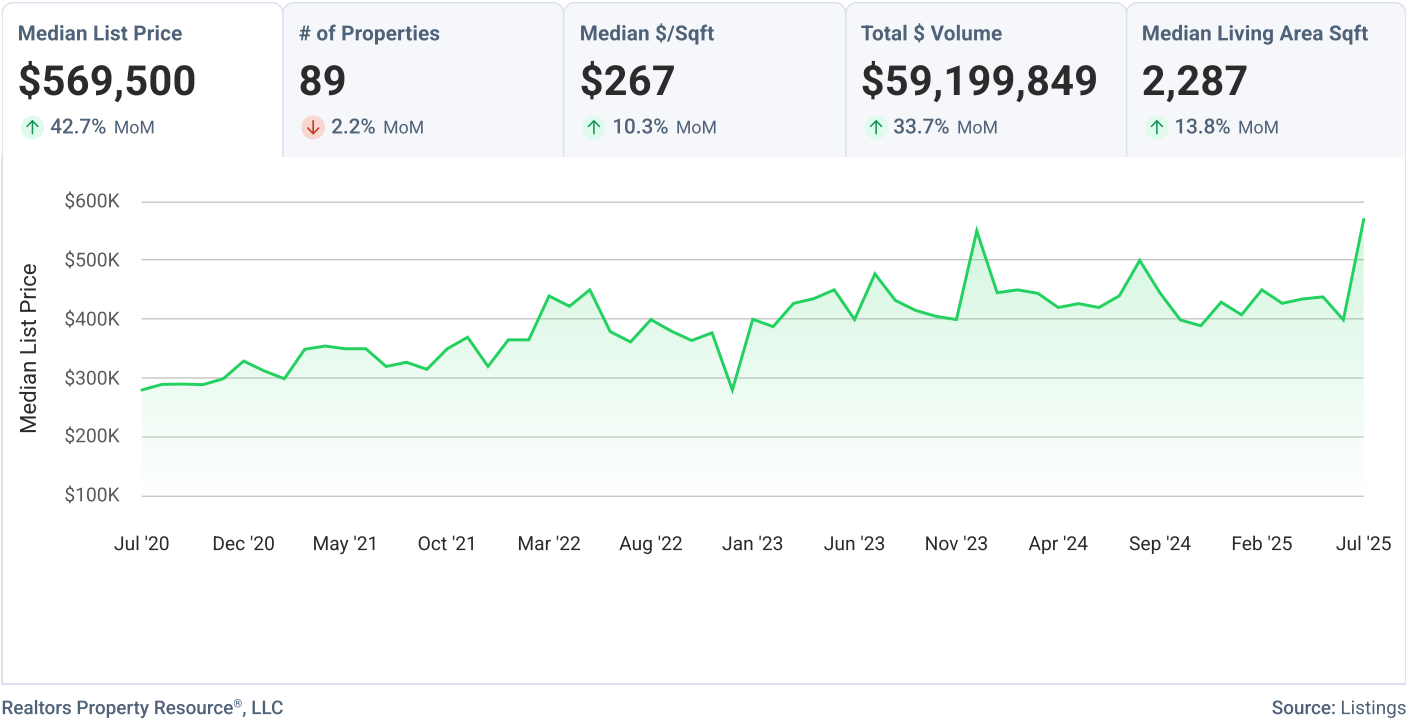 Median List Price
$569,500
42.7% MoM
# of Properties
89
2.2% MoM
Median $/Sqft
$267
10.3% MoM
Total $ Volume
$59,199,849
33.7% MoM
Median Living Area Sqft
2,287
13.8% MoM
Median List Price
$600K
$500K
$400K
$300K
$200K
$100K
Jul '20 Dec '20 May '21 Oct '21 Mar '22 Aug '22 Jan '23 Jun '23 Nov '23 Apr '24 Sep '24 Feb '25 Jul '25
Realtors Property Resource®, LLC
Source: Listings